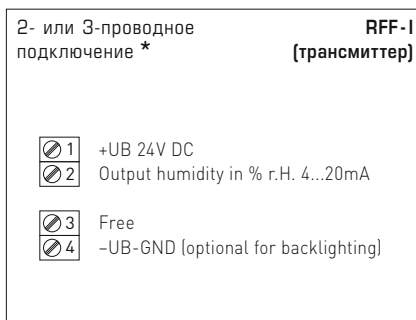 2- или 3-проводное RFF-I
подключение * (трансмиттер)
1 +UB 24V DC
2 Output humidity in % r.H. 4...20mA
3 Free
4 –UB-GND (optional for backlighting)